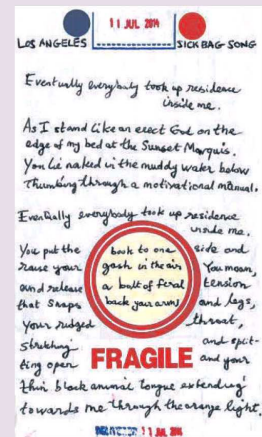 11 JUL 2014
LOS ANGELES SICK BAG SONG
Eventually everybody took up residence
inside me.
As I stand like an erect God on the
edge of my bed at the Sunset Marquis.
You lie naked in the muddy water below
Thumbing through a motivational manual.
Eventually everybody took up residence
inside me.
You put the book to one side and
raise your gash in the air. You moan,
and release a bolt of feral tension
that snaps back your arms and legs,
Your ridged throat,
stretching and split-
ting open FRAGILE and your
thin black animal tongue extending
towards me through the orange light.
11 JUL 2014